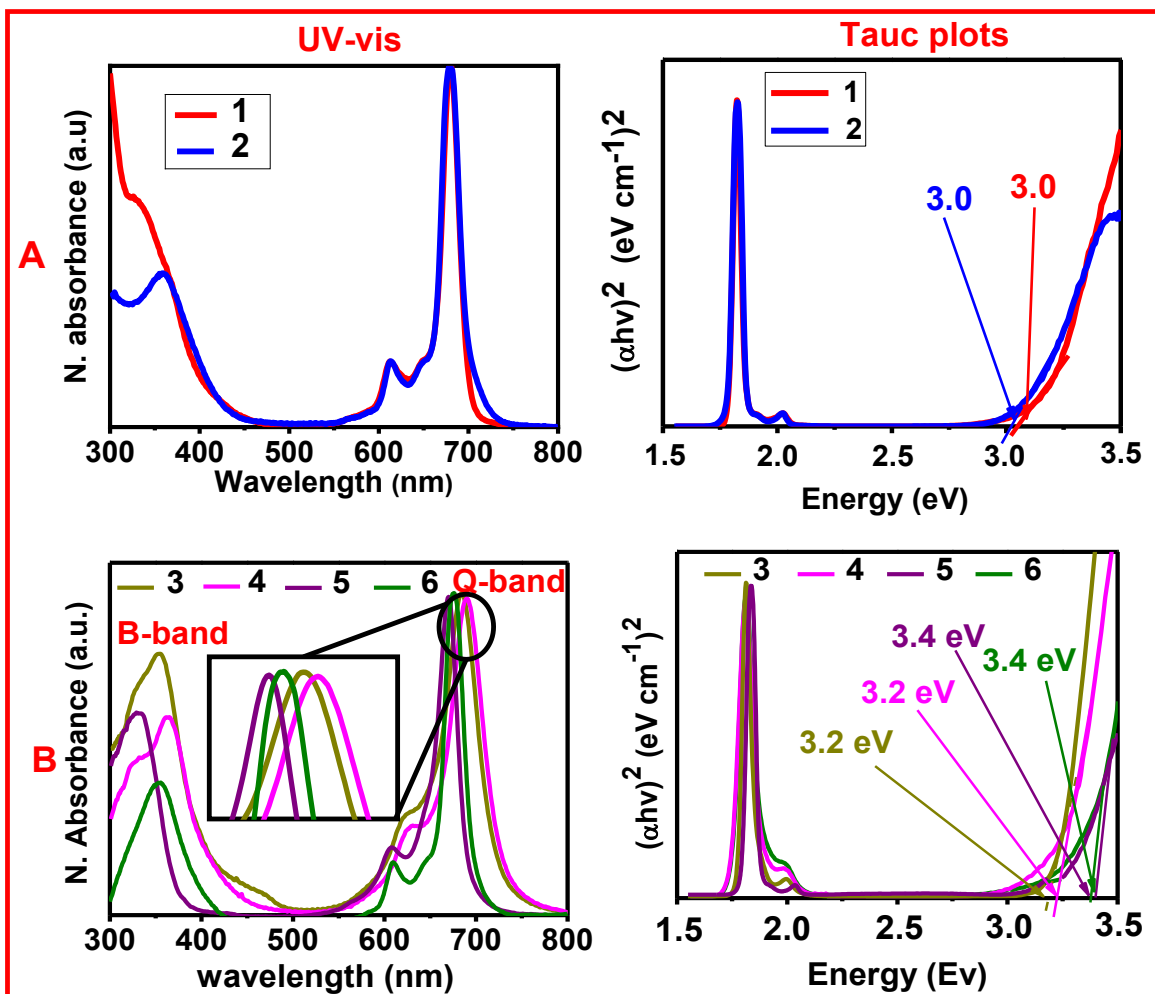 UV-vis
Tauc plots
A
N. absorbance (a.u)
1
2
300 400 500 600 700 800
Wavelength (nm)
(αhν)2 (eV cm-1)2
1
2
3.0
3.0
1.5 2.0 2.5 3.0 3.5
Energy (eV)
B
N. Absorbance (a.u.)
3 4 5 6
Q-band
B-band
300 400 500 600 700 800
wavelength (nm)
(αhν)2 (eV cm-1)2
3 4 5 6
3.4 eV
3.4 eV
3.2 eV
3.2 eV
1.5 2.0 2.5 3.0 3.5
Energy (Ev)